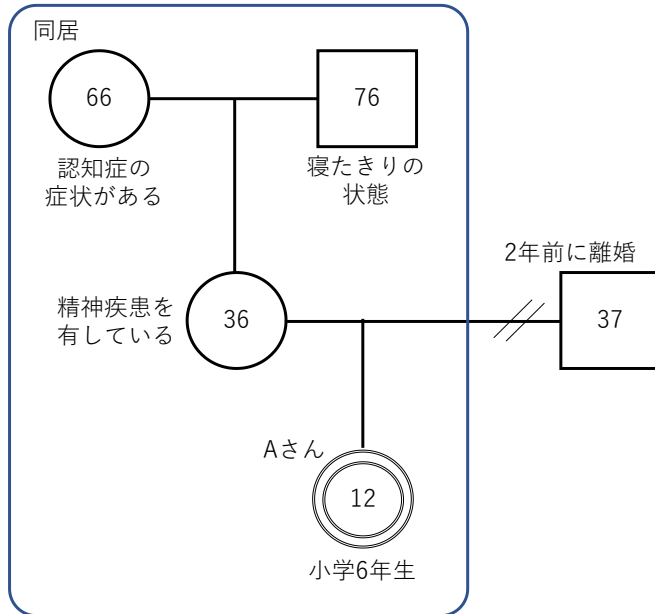 同居
66
76
認知症の
症状がある
寝たきりの
状態
2年前に離婚
精神疾患を
有している
36
37
Aさん
12
小学6年生